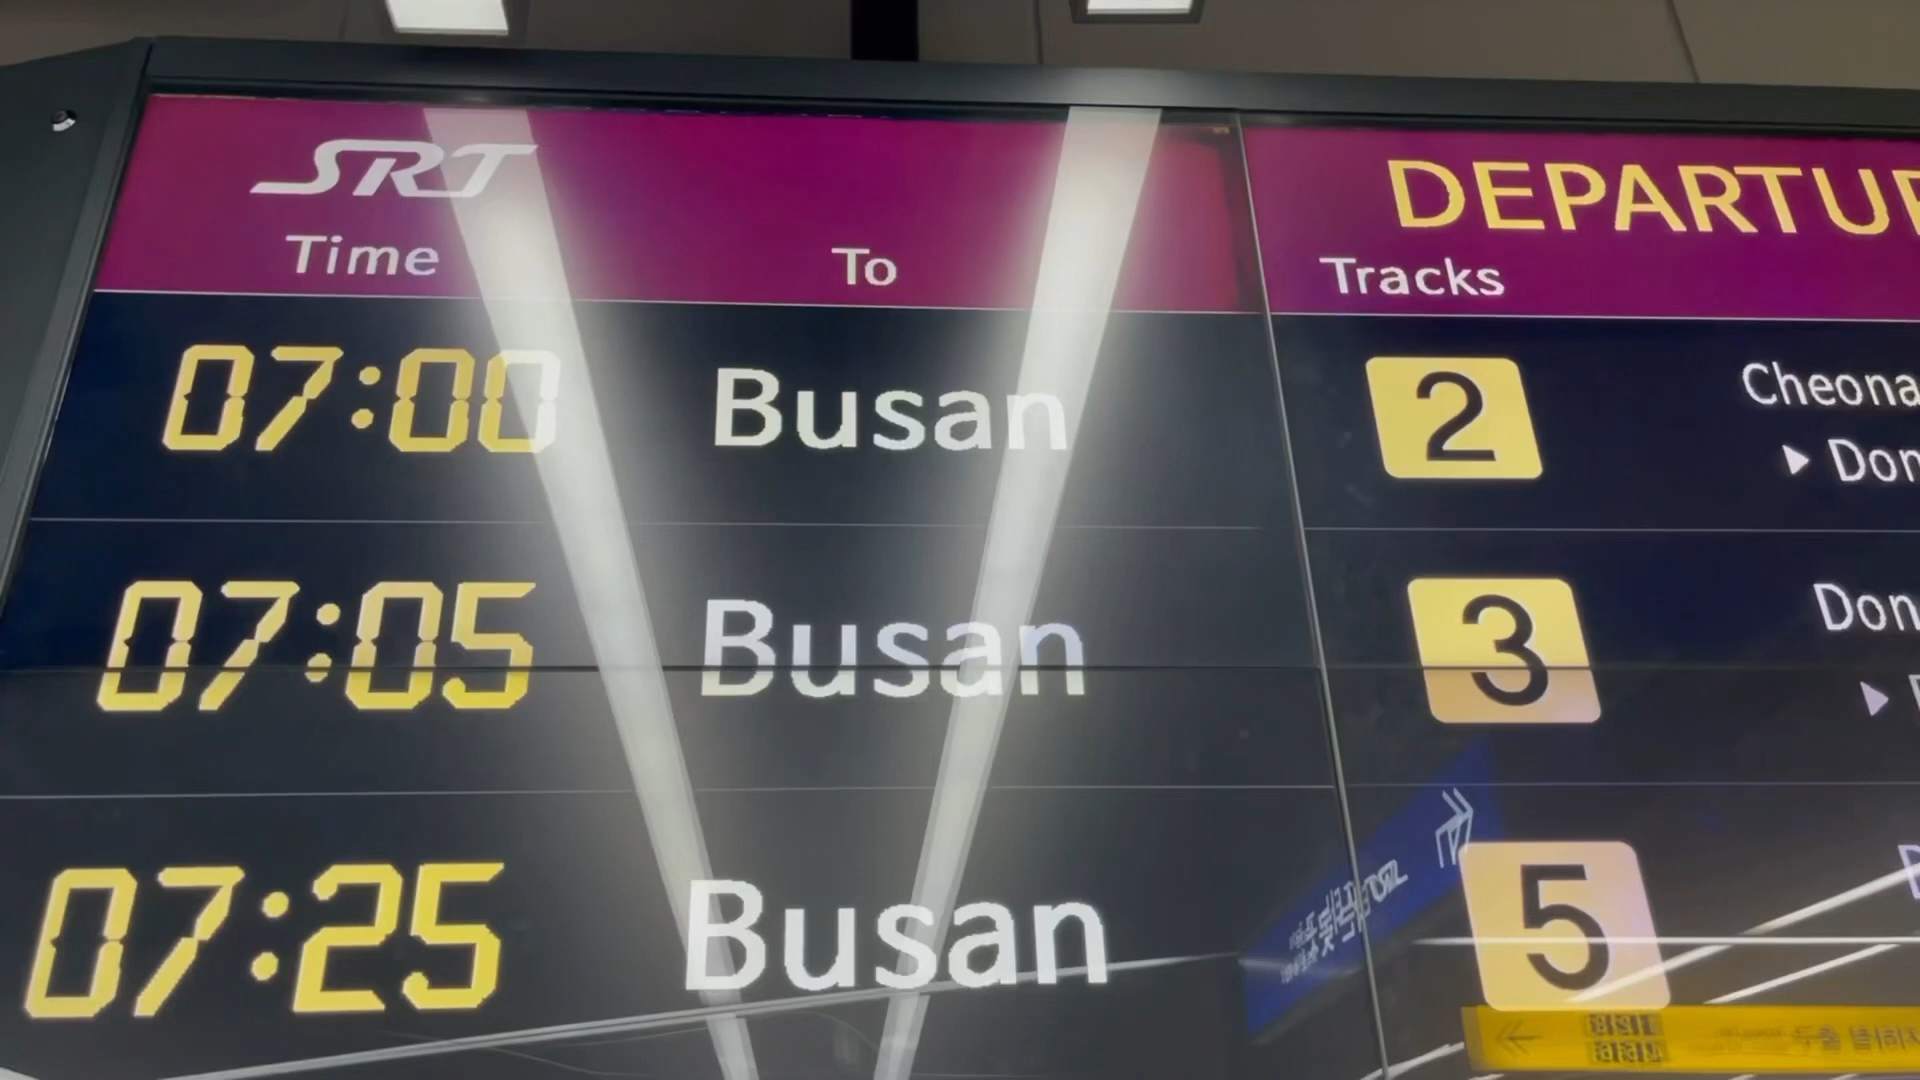 SRT
DEPARTU
Time To Tracks
07:00 Busan 2 Cheona
▶ Don
07:05 Busan 3 Don
▶
07:25 Busan 5